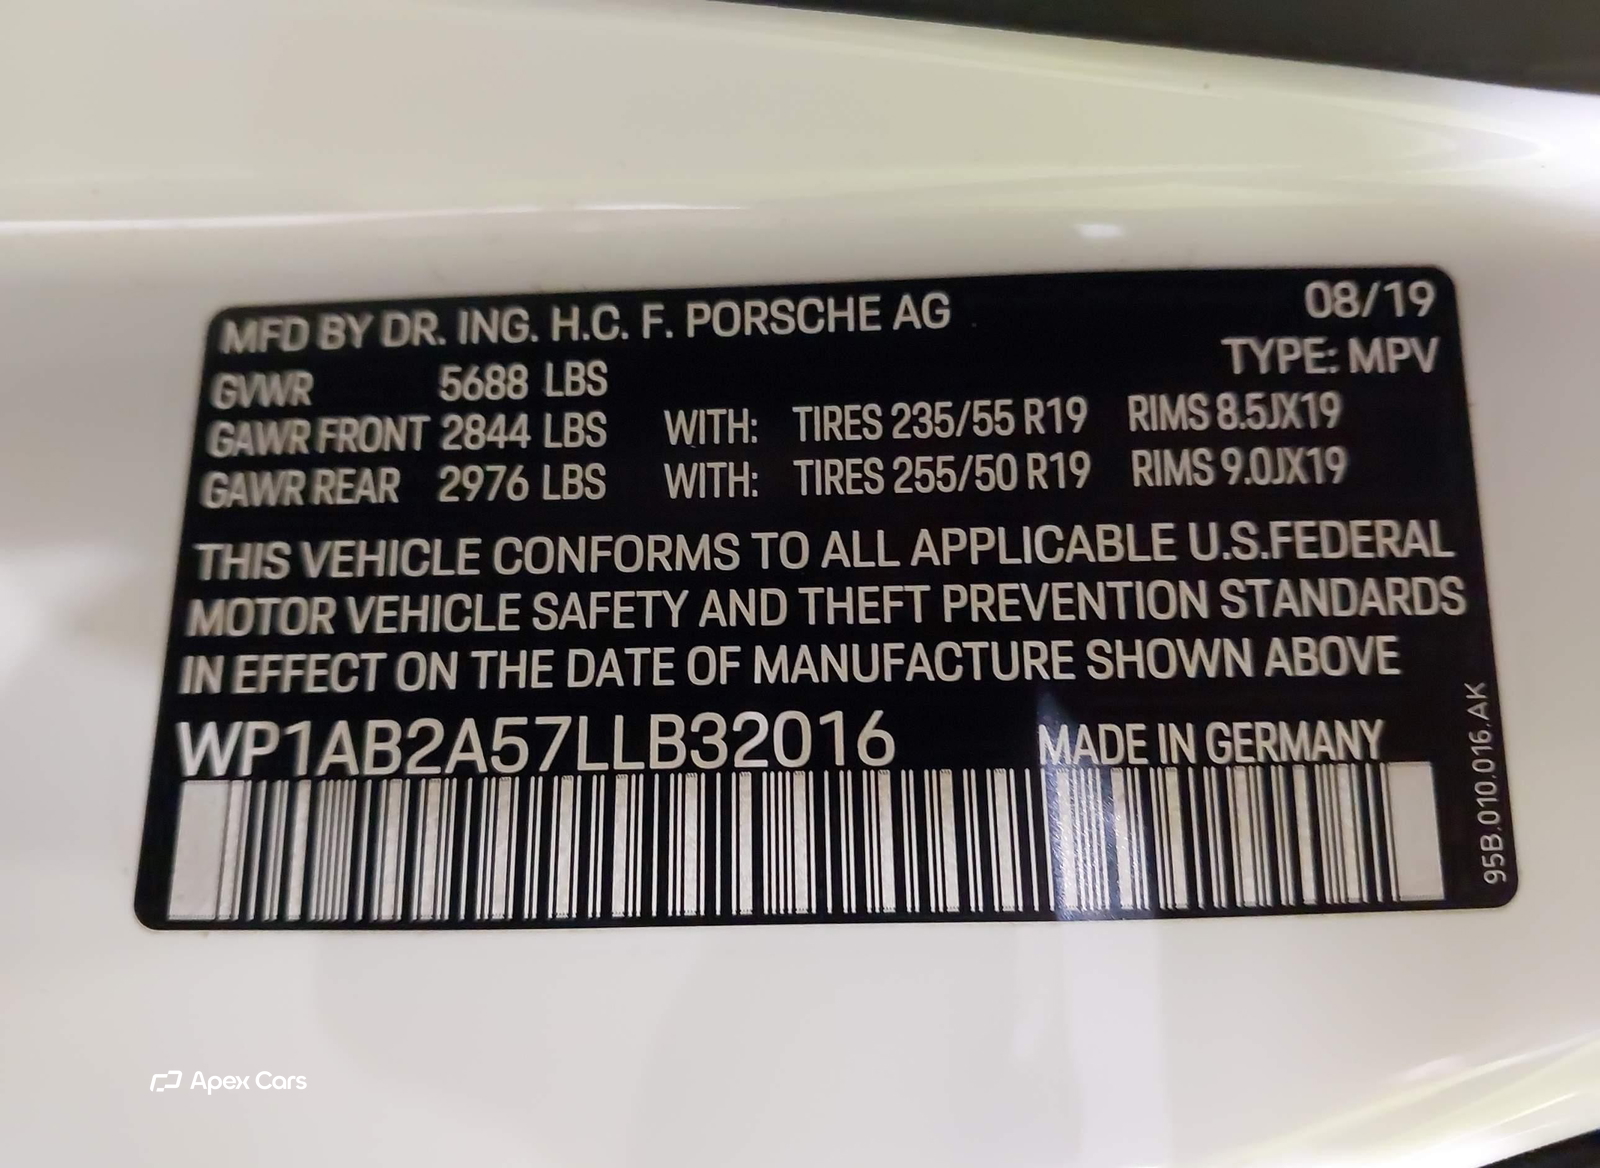 MFD BY DR. ING. H.C. F. PORSCHE AG 08/19
TYPE: MPV
GVWR 5688 LBS
GAWR FRONT 2844 LBS WITH: TIRES 235/55 R19 RIMS 8.5JX19
GAWR REAR 2976 LBS WITH: TIRES 255/50 R19 RIMS 9.0JX19
THIS VEHICLE CONFORMS TO ALL APPLICABLE U.S.FEDERAL
MOTOR VEHICLE SAFETY AND THEFT PREVENTION STANDARDS
IN EFFECT ON THE DATE OF MANUFACTURE SHOWN ABOVE
WP1AB2A57LLB32016 MADE IN GERMANY
95B.010.016.AK
Apex Cars